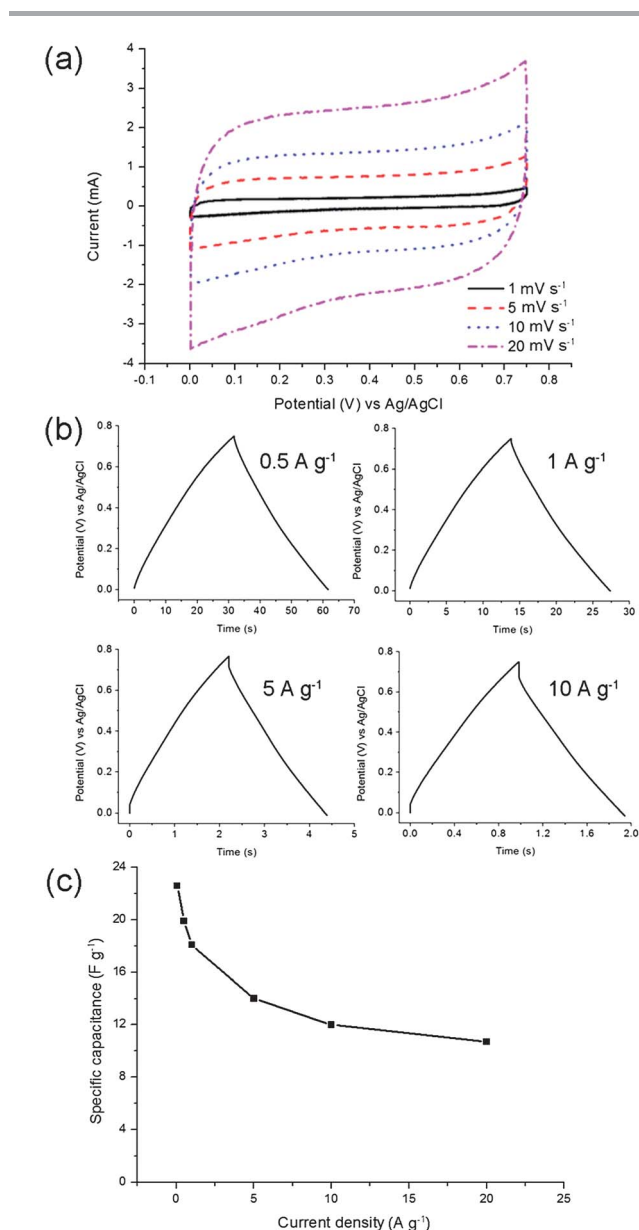 (a)
4
3
2
1
0
-1
-2
-3
-4
Current (mA)
1 mV s-1
5 mV s-1
10 mV s-1
20 mV s-1
-0.1 0.0 0.1 0.2 0.3 0.4 0.5 0.6 0.7 0.8
Potential (V) vs Ag/AgCl
(b)
0.8
0.6
0.4
0.2
0.0
Potential (V) vs Ag/AgCl
0.5 A g-1
0 10 20 30 40 50 60 70
Time (s)
0.8
0.6
0.4
0.2
0.0
Potential (V) vs Ag/AgCl
1 A g-1
0 5 10 15 20 25 30
Time (s)
0.8
0.6
0.4
0.2
0.0
Potential (V) vs Ag/AgCl
5 A g-1
0 1 2 3 4 5
Time (s)
0.8
0.6
0.4
0.2
0.0
Potential (V) vs Ag/AgCl
10 A g-1
0.0 0.4 0.8 1.2 1.6 2.0
Time (s)
(c)
24
20
16
12
8
4
0
Specific capacitance (F g-1)
0 5 10 15 20 25
Current density (A g-1)